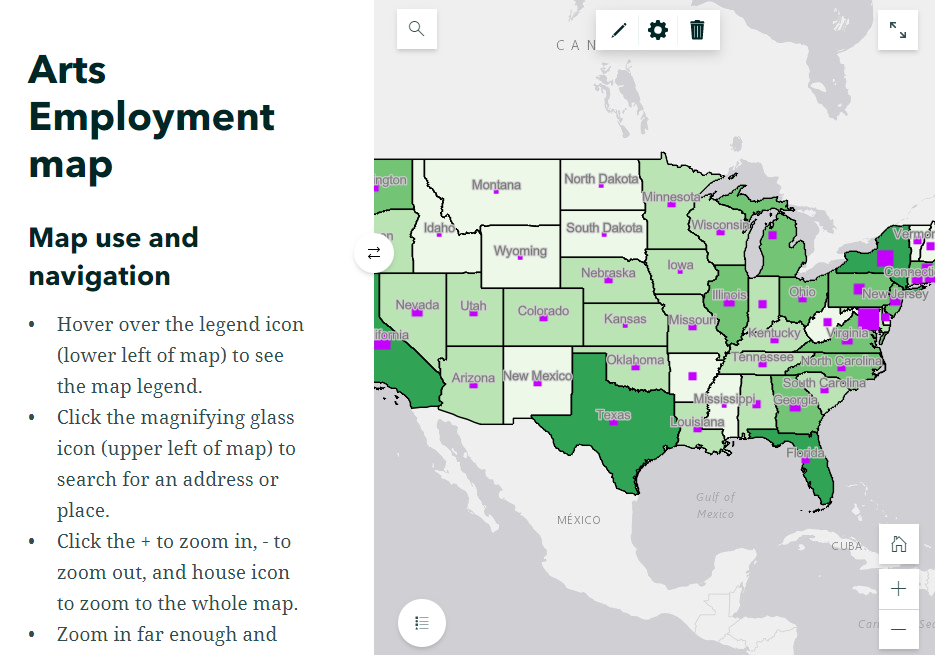 Arts
Employment
map
Map use and
navigation
• Hover over the legend icon
(lower left of map) to see
the map legend.
• Click the magnifying glass
icon (upper left of map) to
search for an address or
place.
• Click the + to zoom in, - to
zoom out, and house icon
to zoom to the whole map.
• Zoom in far enough and
CAN
ington
Montana
North Dakota
Minnesota
Idaho
South Dakota
Wisconsin
Vermon
on
Wyoming
Iowa
Nebraska
Connecti
Nevada
Utah
Colorado
Illinois
Ohio
New Jersey
ifornia
Kansas
Missouri
Kentucky
Virginia
Arizona
New Mexico
Oklahoma
Tennessee
North Carolina
South Carolina
Mississippi
Georgia
Texas
Louisiana
Florida
Gulf of
Mexico
MÉXICO
CUBA
Se